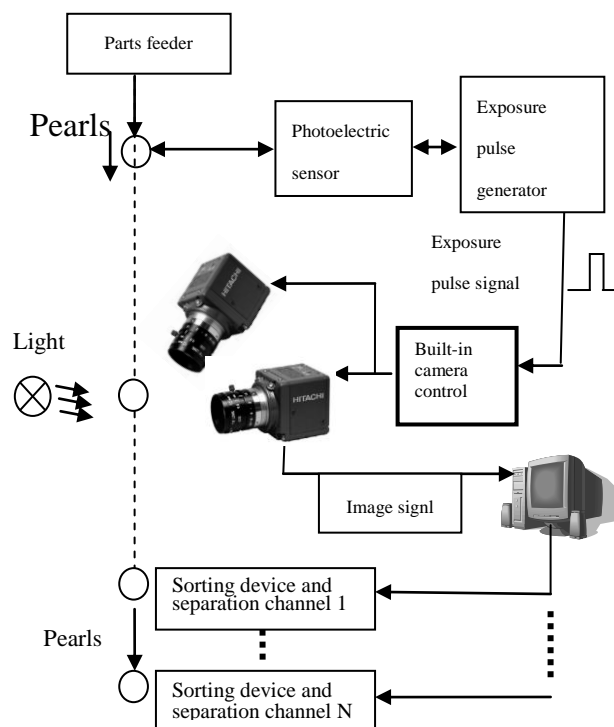 Parts feeder
Pearls
Photoelectric
sensor
Exposure
pulse
generator
Exposure
pulse signal
HITACHI
Light
Built-in
camera
control
HITACHI
Image signl
Sorting device and
separation channel 1
Pearls
Sorting device and
separation channel N